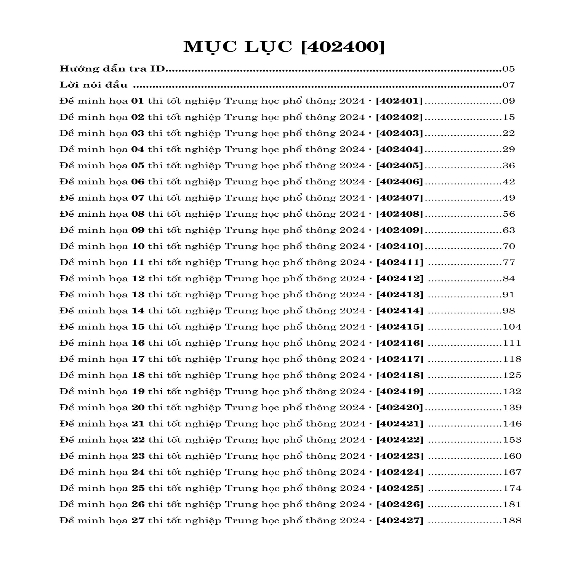 MỤC LỤC [402400]
Hướng dẫn tra ID..........05
Lời nói đầu ..........07
Đề minh họa 01 thi tốt nghiệp Trung học phổ thông 2024 - [402401]..........09
Đề minh họa 02 thi tốt nghiệp Trung học phổ thông 2024 - [402402]..........15
Đề minh họa 03 thi tốt nghiệp Trung học phổ thông 2024 - [402403]..........22
Đề minh họa 04 thi tốt nghiệp Trung học phổ thông 2024 - [402404]..........29
Đề minh họa 05 thi tốt nghiệp Trung học phổ thông 2024 - [402405]..........36
Đề minh họa 06 thi tốt nghiệp Trung học phổ thông 2024 - [402406]..........42
Đề minh họa 07 thi tốt nghiệp Trung học phổ thông 2024 - [402407]..........49
Đề minh họa 08 thi tốt nghiệp Trung học phổ thông 2024 - [402408]..........56
Đề minh họa 09 thi tốt nghiệp Trung học phổ thông 2024 - [402409]..........63
Đề minh họa 10 thi tốt nghiệp Trung học phổ thông 2024 - [402410]..........70
Đề minh họa 11 thi tốt nghiệp Trung học phổ thông 2024 - [402411] ..........77
Đề minh họa 12 thi tốt nghiệp Trung học phổ thông 2024 - [402412] ..........84
Đề minh họa 13 thi tốt nghiệp Trung học phổ thông 2024 - [402413] ..........91
Đề minh họa 14 thi tốt nghiệp Trung học phổ thông 2024 - [402414] ..........98
Đề minh họa 15 thi tốt nghiệp Trung học phổ thông 2024 - [402415] ..........104
Đề minh họa 16 thi tốt nghiệp Trung học phổ thông 2024 - [402416] ..........111
Đề minh họa 17 thi tốt nghiệp Trung học phổ thông 2024 - [402417] ..........118
Đề minh họa 18 thi tốt nghiệp Trung học phổ thông 2024 - [402418] ..........125
Đề minh họa 19 thi tốt nghiệp Trung học phổ thông 2024 - [402419] ..........132
Đề minh họa 20 thi tốt nghiệp Trung học phổ thông 2024 - [402420]..........139
Đề minh họa 21 thi tốt nghiệp Trung học phổ thông 2024 - [402421] ..........146
Đề minh họa 22 thi tốt nghiệp Trung học phổ thông 2024 - [402422] ..........153
Đề minh họa 23 thi tốt nghiệp Trung học phổ thông 2024 - [402423] ..........160
Đề minh họa 24 thi tốt nghiệp Trung học phổ thông 2024 - [402424] ..........167
Đề minh họa 25 thi tốt nghiệp Trung học phổ thông 2024 - [402425] ..........174
Đề minh họa 26 thi tốt nghiệp Trung học phổ thông 2024 - [402426] ..........181
Đề minh họa 27 thi tốt nghiệp Trung học phổ thông 2024 - [402427] ..........188